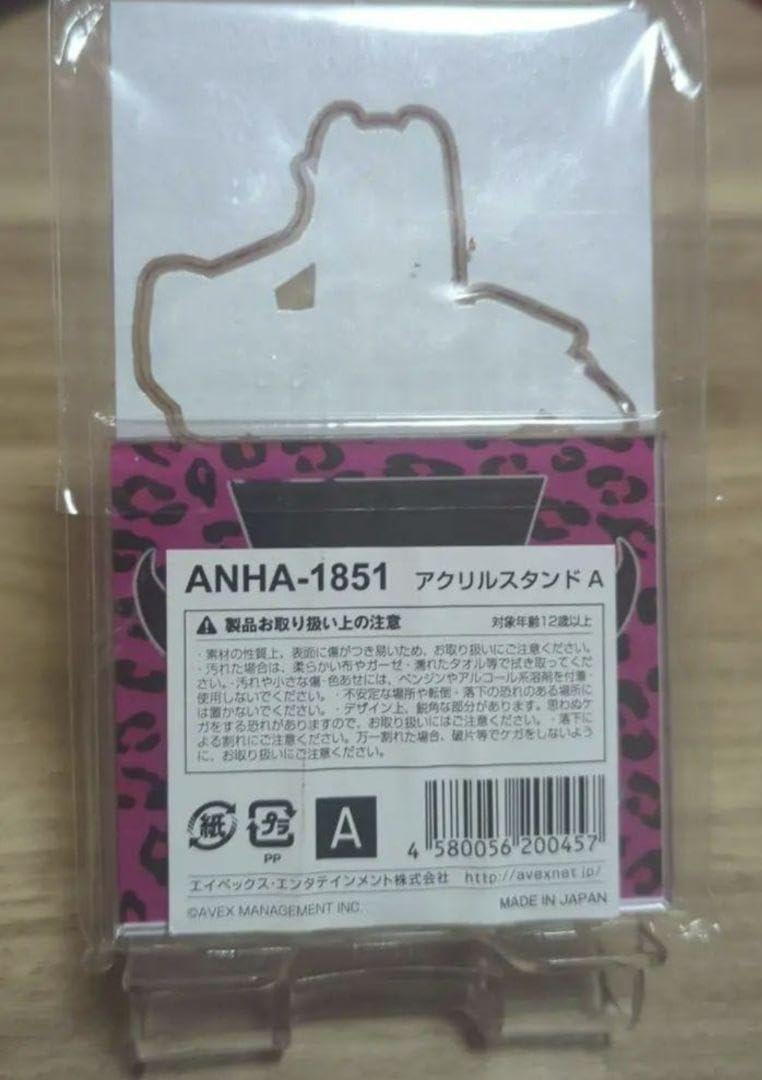 ANHA-1851 アクリルスタンド A
⚠ 製品お取り扱い上の注意 対象年齢12歳以上
・素材の性質上、表面に傷がつき易いため、お取り扱いにご注意ください。
・汚れた場合は、柔らかい布やガーゼ・濡れたタオル等で拭き取ってくだ
さい。・汚れや小さな傷・色あせには、ベンジンやアルコール系溶剤を付着・
使用しないでください。・不安定な場所や転倒・落下の恐れのある場所に
は置かないでください。・デザイン上、鋭角な部分があります。思わぬケ
ガをする恐れがありますので、お取り扱いにはご注意ください。・落下に
よる割れにご注意ください。万一割れた場合、破片等でケガをしないよう
に、お取り扱いにご注意ください。
紙 プラ A
PP
4 580056 200457
エイベックス・エンタテインメント株式会社 http://avexnet.jp/
©AVEX MANAGEMENT INC. MADE IN JAPAN